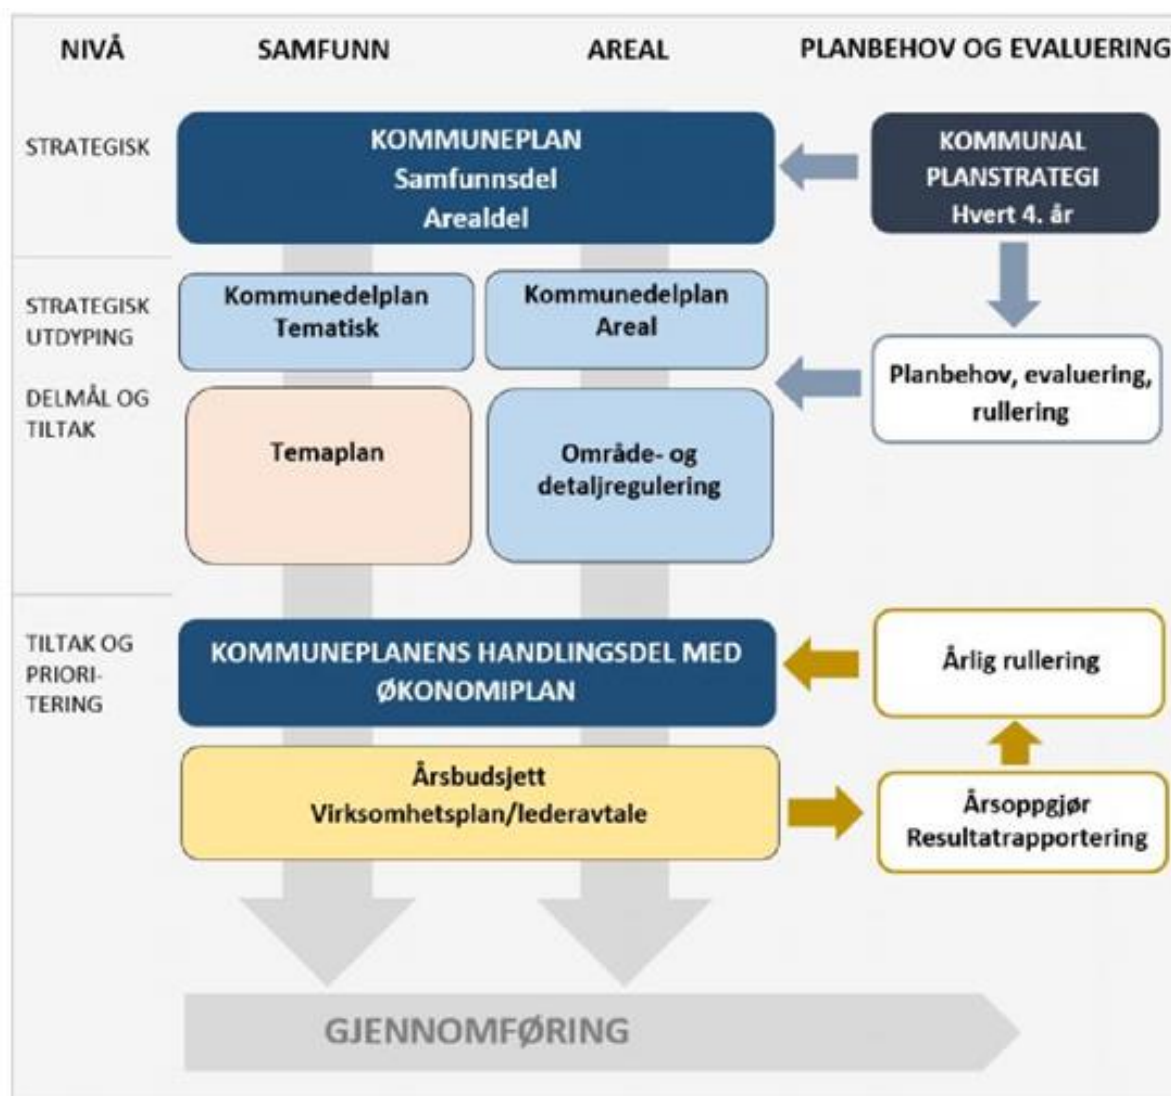 NIVÅ
SAMFUNN
AREAL
PLANBEHOV OG EVALUERING
STRATEGISK
KOMMUNEPLAN
Samfunnsdel
Arealdel
KOMMUNAL
PLANSTRATEGI
Hvert 4. år
STRATEGISK
UTDYPING
Kommunedelplan
Tematisk
Kommunedelplan
Areal
Planbehov, evaluering,
rullering
DELMÅL OG
TILTAK
Temaplan
Område- og
detaljregulering
TILTAK OG
PRIORI-
TERING
KOMMUNEPLANENS HANDLINGSDEL MED
ØKONOMIPLAN
Årlig rullering
Årsbudsjett
Virksomhetsplan/lederavtale
Årsoppgjør
Resultatrapportering
GJENNOMFØRING